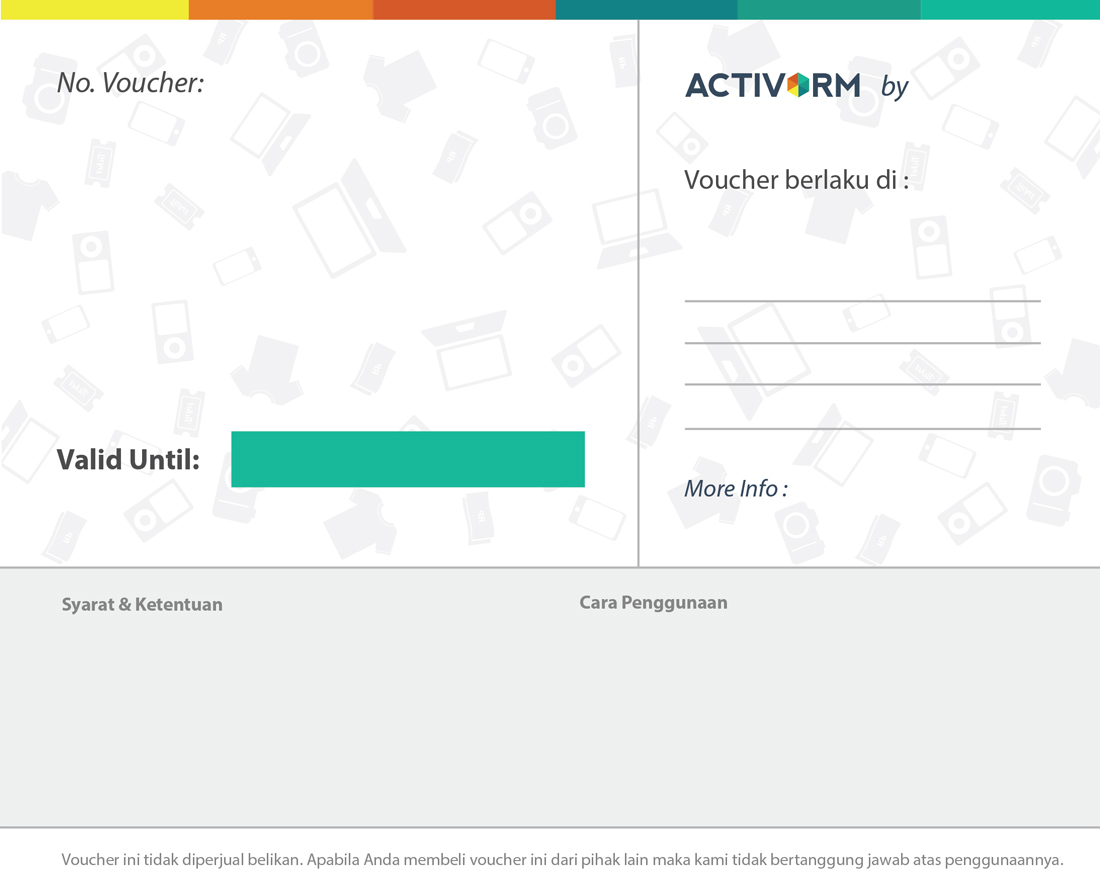 No. Voucher:
ACTIVORM by
Voucher berlaku di :
Valid Until:
More Info :
Syarat & Ketentuan
Cara Penggunaan
Voucher ini tidak diperjual belikan. Apabila Anda membeli voucher ini dari pihak lain maka kami tidak bertanggung jawab atas penggunaannya.